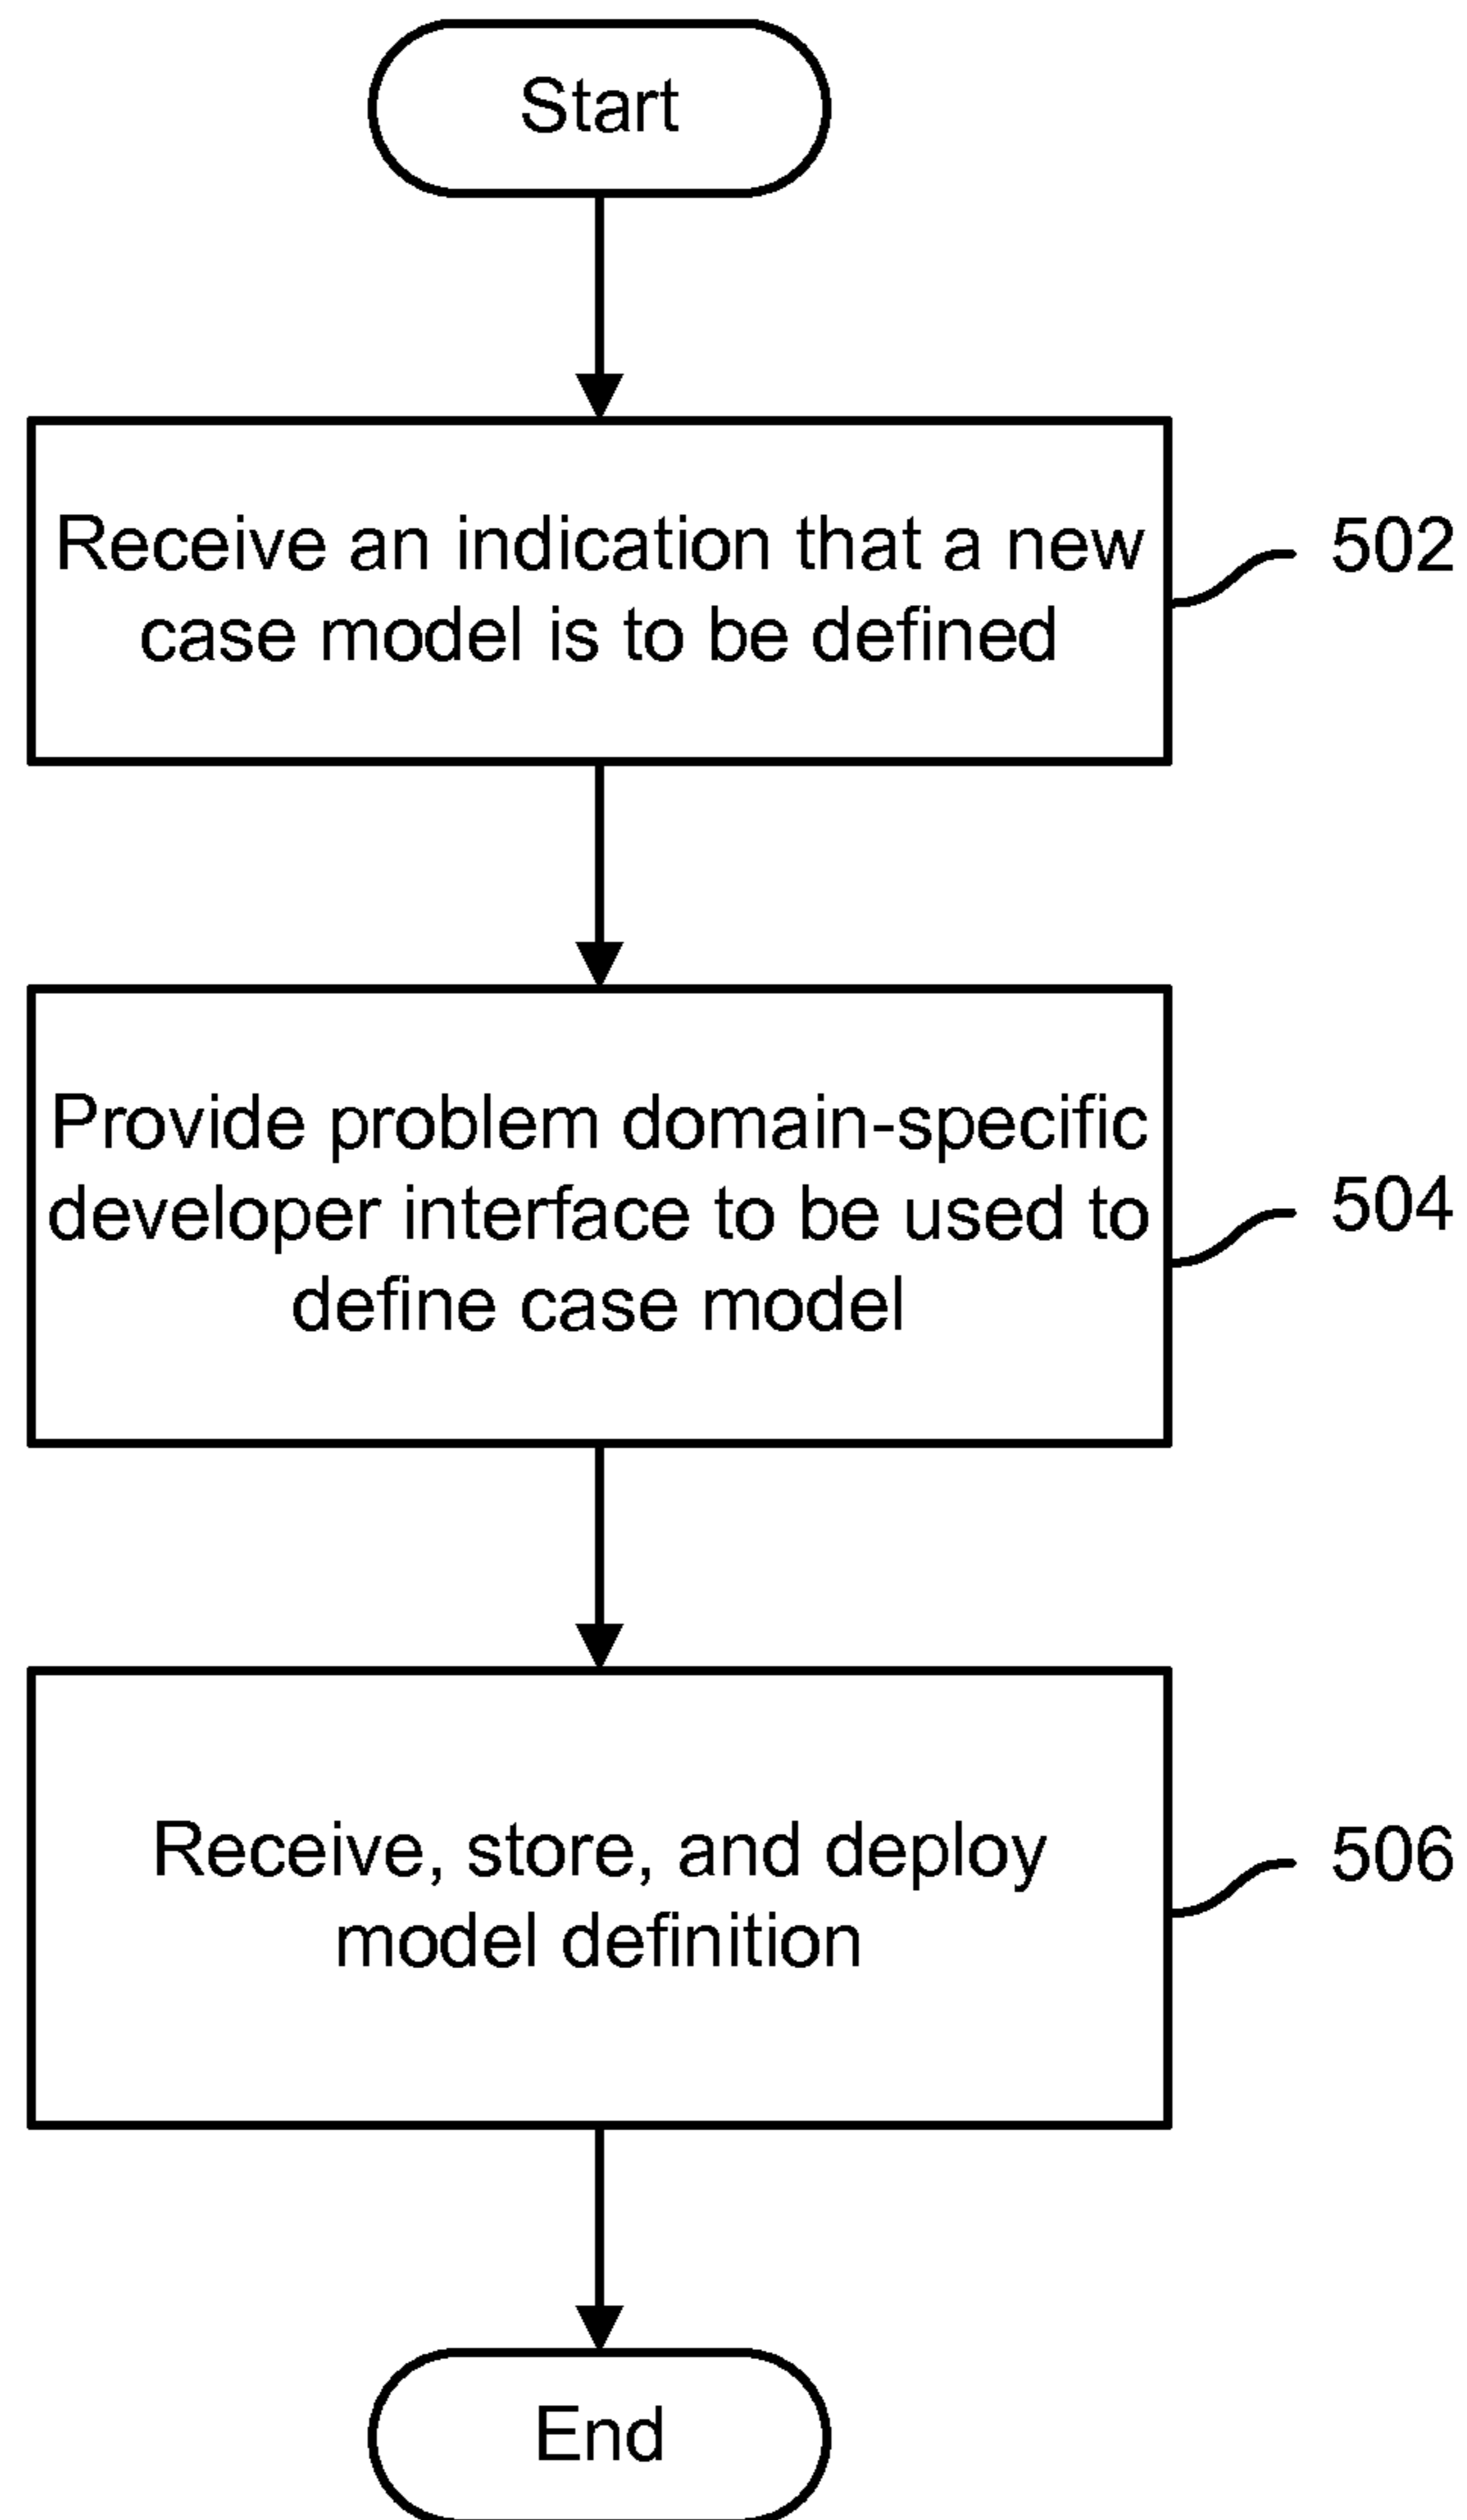 Start
Receive an indication that a new
case model is to be defined
502
Provide problem domain-specific
developer interface to be used to
define case model
504
Receive, store, and deploy
model definition
506
End